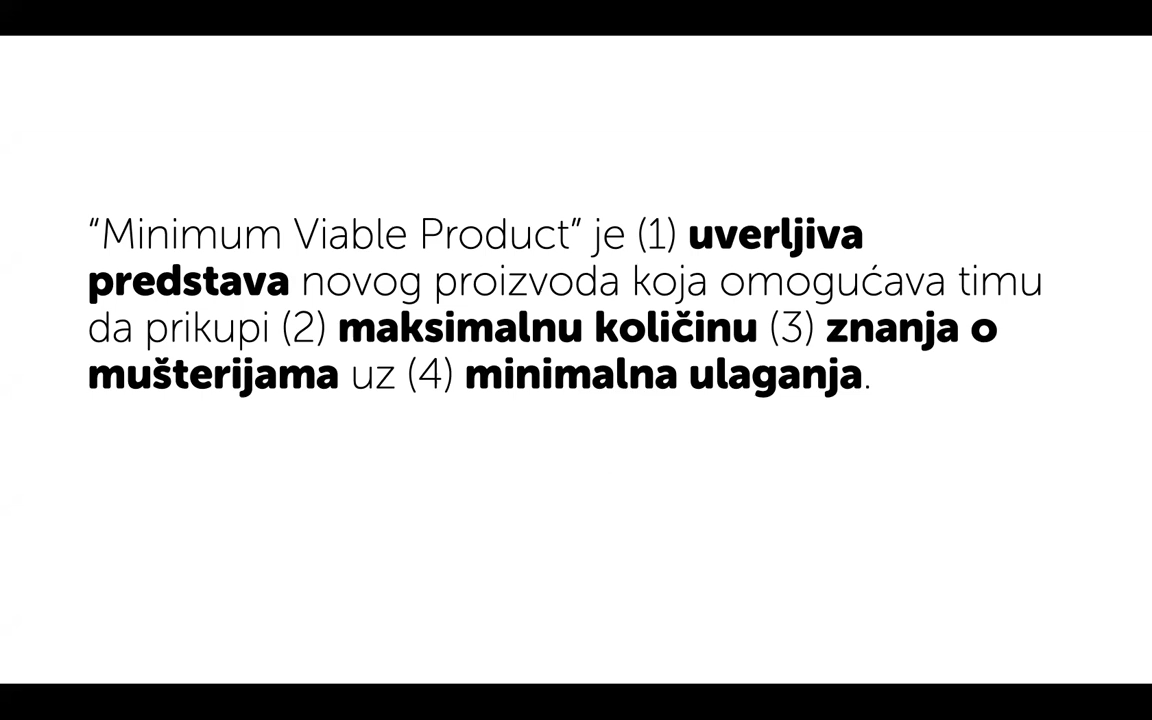 “Minimum Viable Product” je (1) uverljiva
predstava novog proizvoda koja omogućava timu
da prikupi (2) maksimalnu količinu (3) znanja o
mušterijama uz (4) minimalna ulaganja.